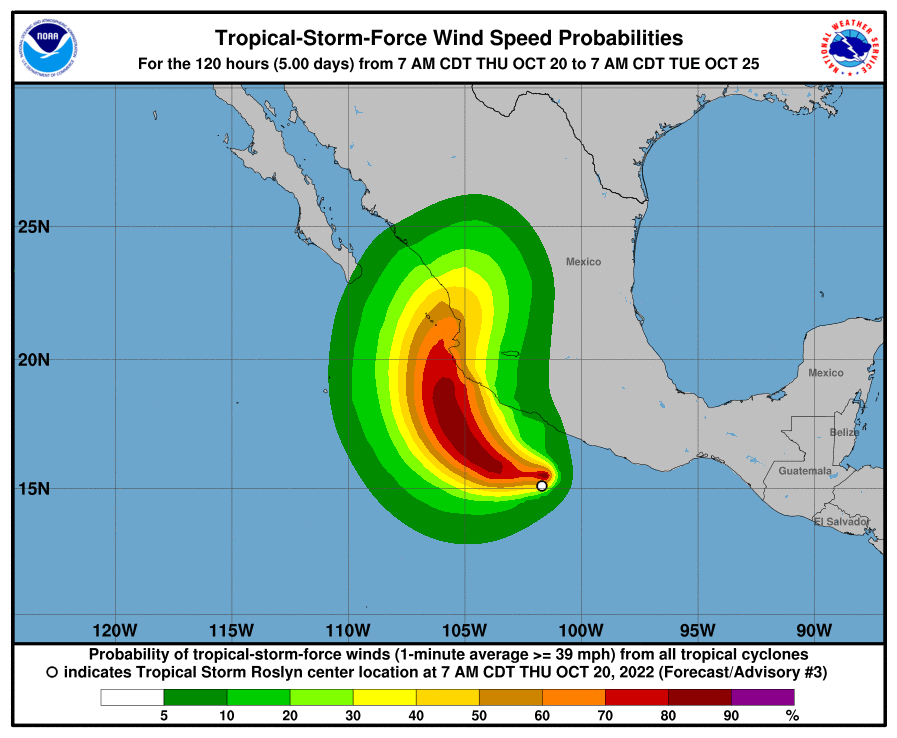 NOAA
NATIONAL WEATHER SERVICE
Tropical-Storm-Force Wind Speed Probabilities
For the 120 hours (5.00 days) from 7 AM CDT THU OCT 20 to 7 AM CDT TUE OCT 25
25N
Mexico
20N
Mexico
Belize
Guatemala
15N
El Salvador
120W 115W 110W 105W 100W 95W 90W
Probability of tropical-storm-force winds (1-minute average >= 39 mph) from all tropical cyclones
indicates Tropical Storm Roslyn center location at 7 AM CDT THU OCT 20, 2022 (Forecast/Advisory #3)
5 10 20 30 40 50 60 70 80 90 %